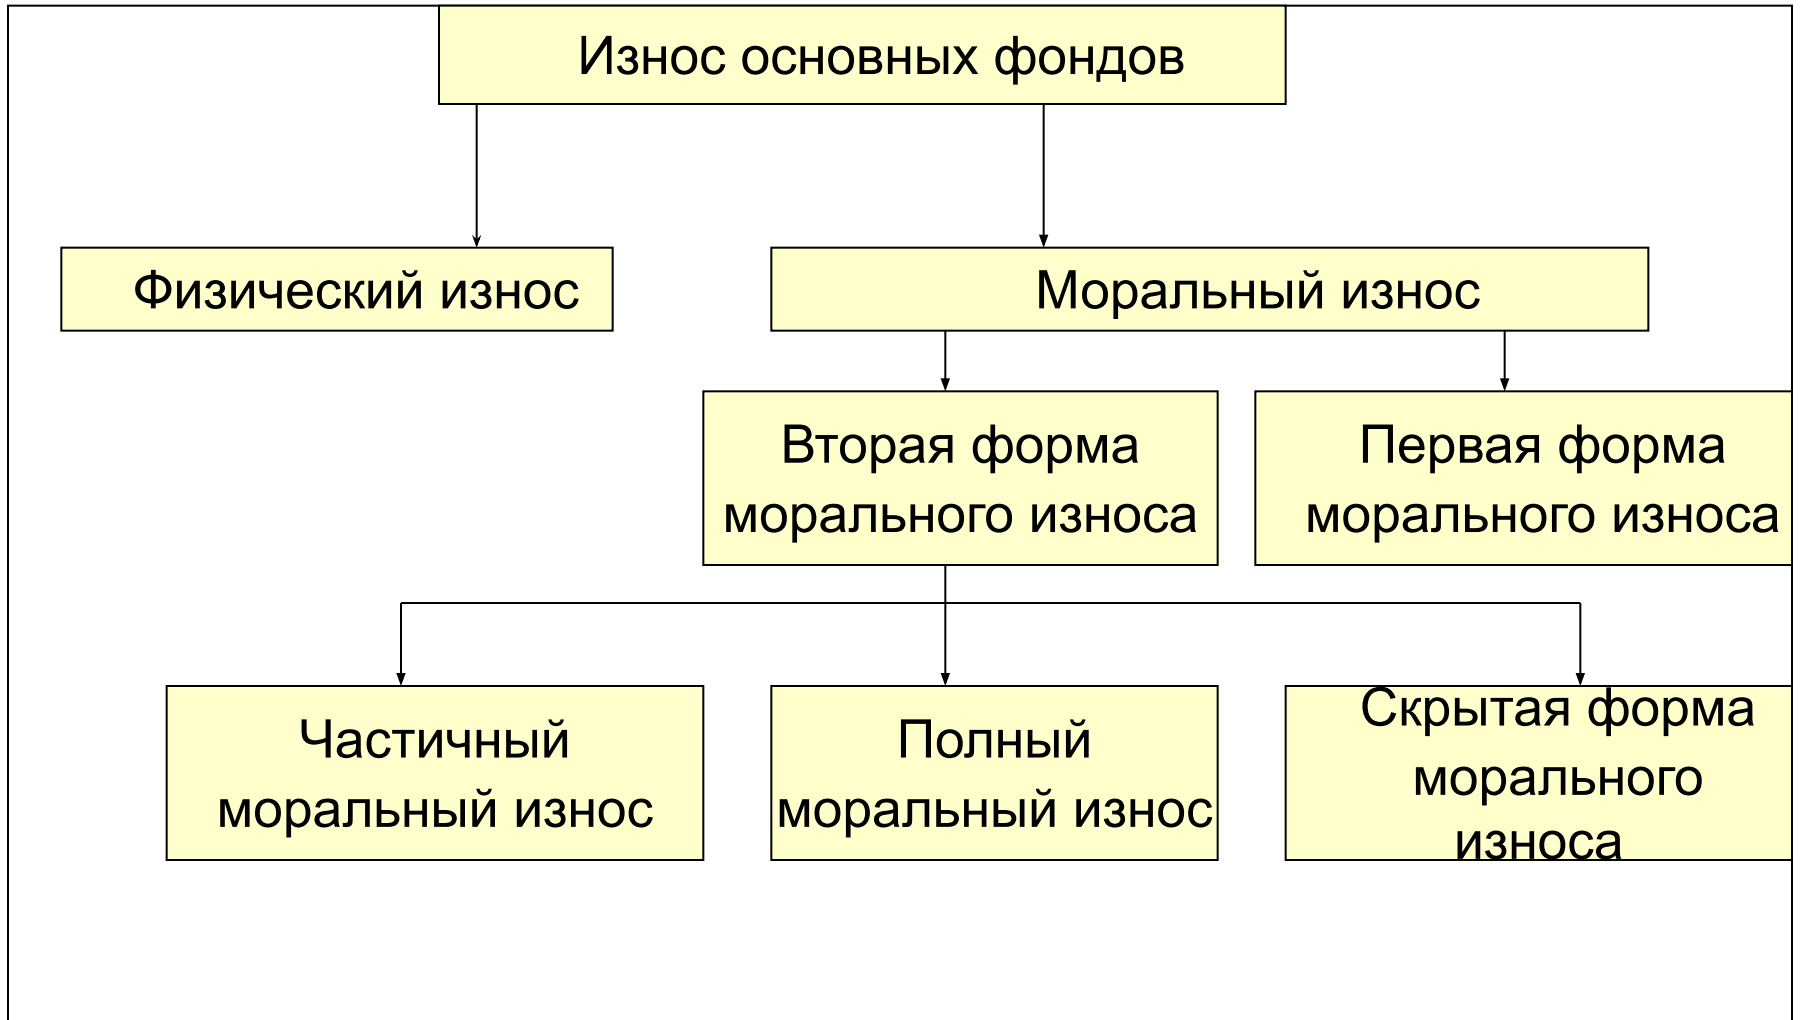 Износ основных фондов
Физический износ
Моральный износ
Вторая форма
морального износа
Первая форма
морального износа
Частичный
моральный износ
Полный
моральный износ
Скрытая форма
морального
износа